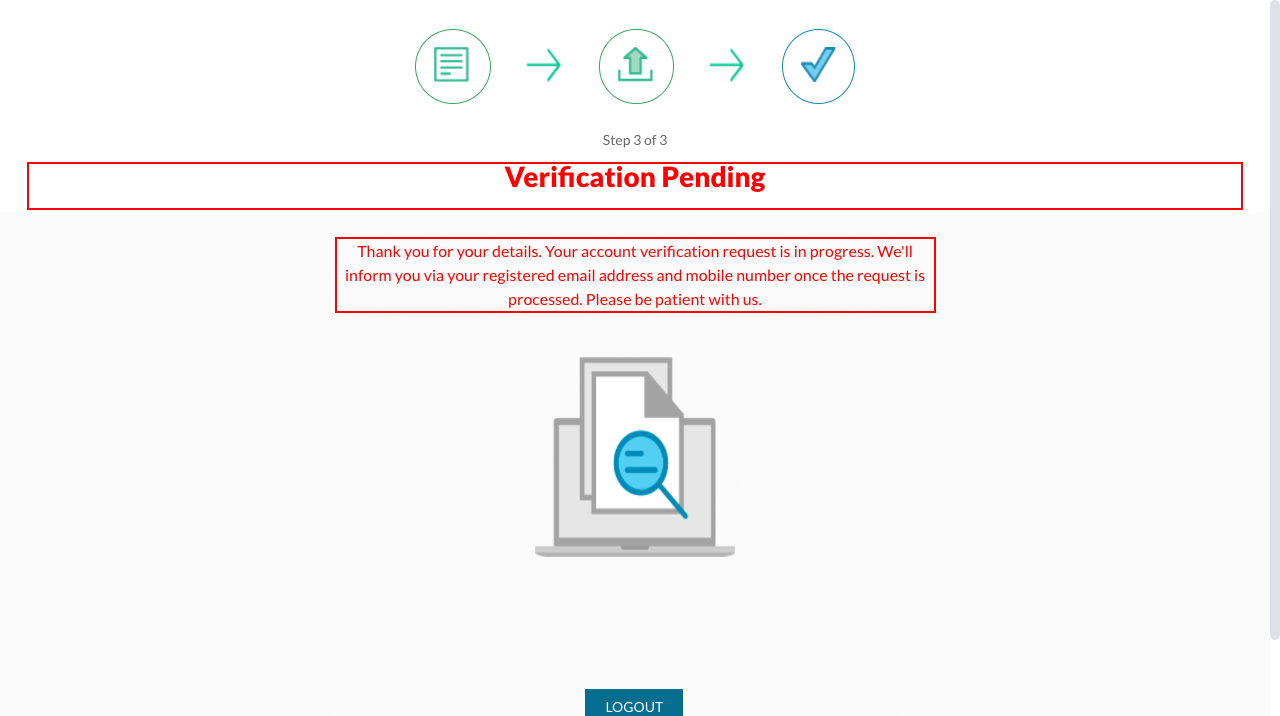 Step 3 of 3
Verification Pending
Thank you for your details. Your account verification request is in progress. We'll
inform you via your registered email address and mobile number once the request is
processed. Please be patient with us.
LOGOUT